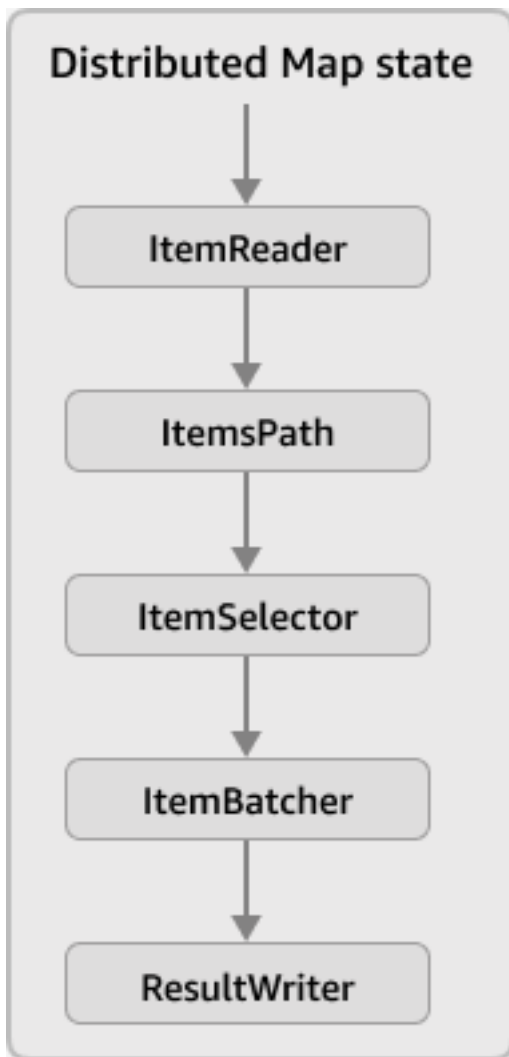 Distributed Map state
ItemReader
ItemsPath
ItemSelector
ItemBatcher
ResultWriter